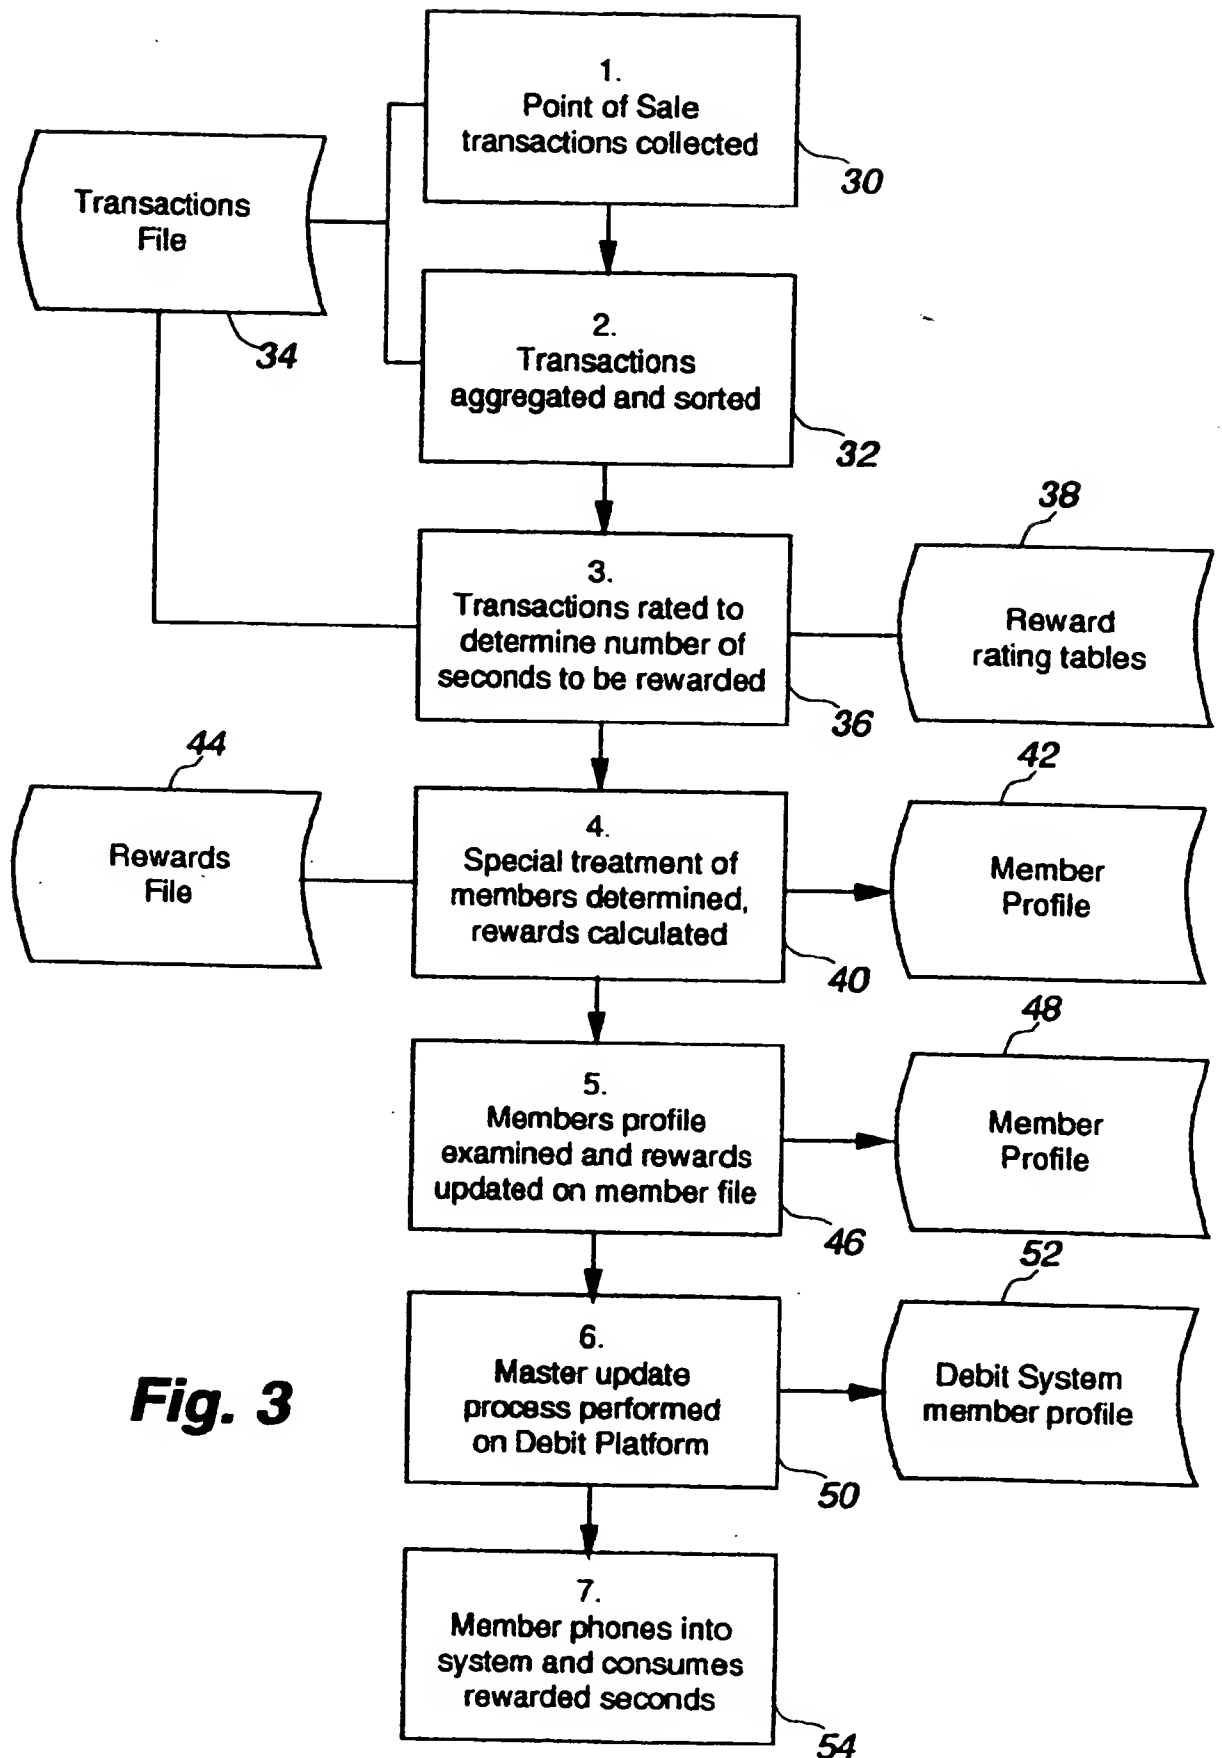 1.
Point of Sale
transactions collected
30
Transactions
File
34
2.
Transactions
aggregated and sorted
32
3.
Transactions rated to
determine number of
seconds to be rewarded
36
38
Reward
rating tables
44
Rewards
File
4.
Special treatment of
members determined,
rewards calculated
40
42
Member
Profile
5.
Members profile
examined and rewards
updated on member file
46
48
Member
Profile
6.
Master update
process performed
on Debit Platform
50
52
Debit System
member profile
Fig. 3
7.
Member phones into
system and consumes
rewarded seconds
54